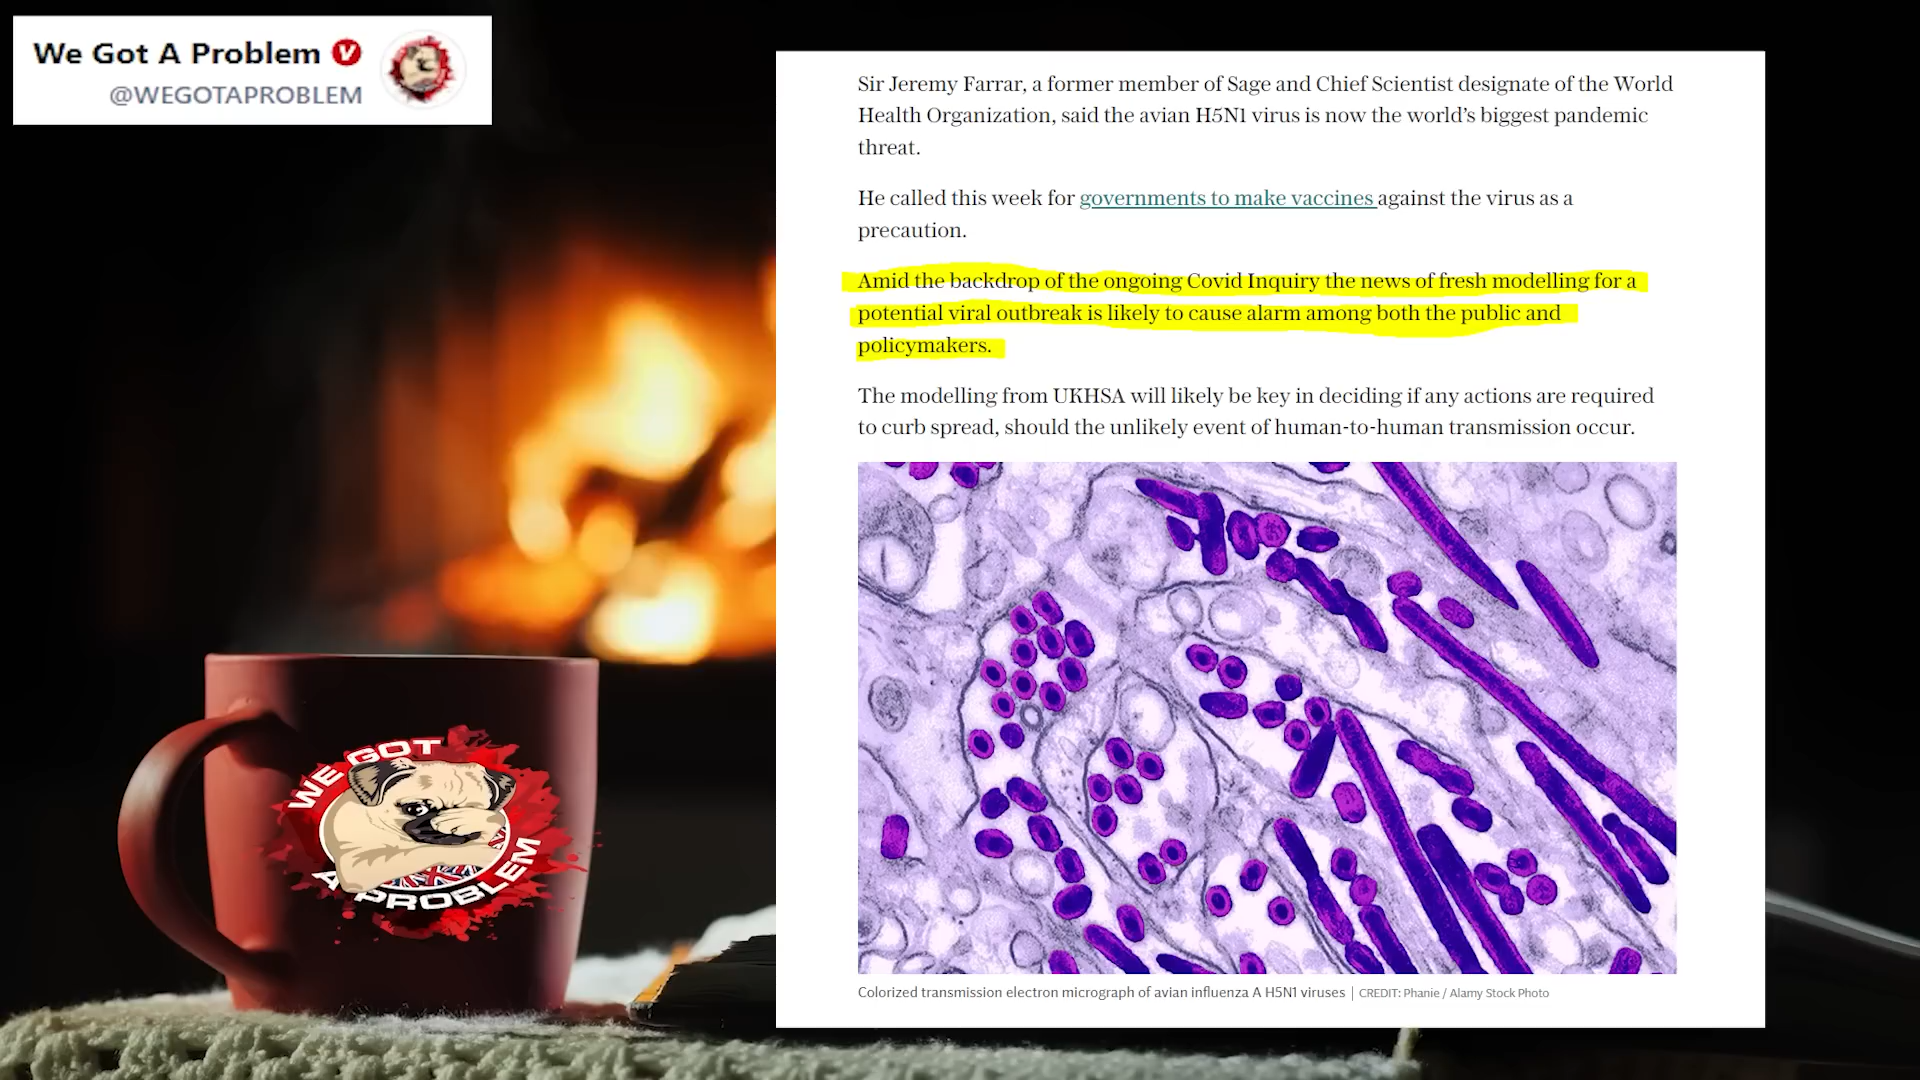 We Got A Problem
@WEGOTAPROBLEM
Sir Jeremy Farrar, a former member of Sage and Chief Scientist designate of the World
Health Organization, said the avian H5N1 virus is now the world’s biggest pandemic
threat.
He called this week for governments to make vaccines against the virus as a
precaution.
Amid the backdrop of the ongoing Covid Inquiry the news of fresh modelling for a
potential viral outbreak is likely to cause alarm among both the public and
policymakers.
The modelling from UKHSA will likely be key in deciding if any actions are required
to curb spread, should the unlikely event of human-to-human transmission occur.
Colorized transmission electron micrograph of avian influenza A H5N1 viruses | CREDIT: Phanie / Alamy Stock Photo
WE GOT
A PROBLEM